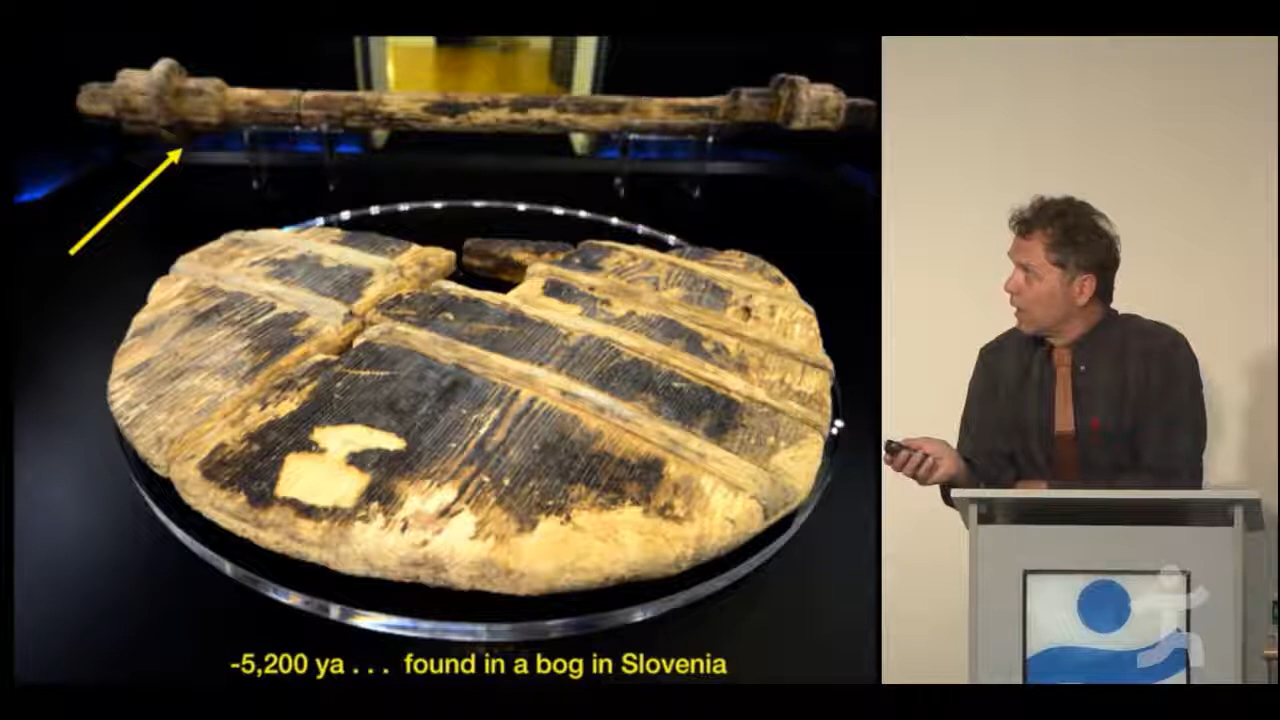 -5,200 ya . . .  found in a bog in Slovenia